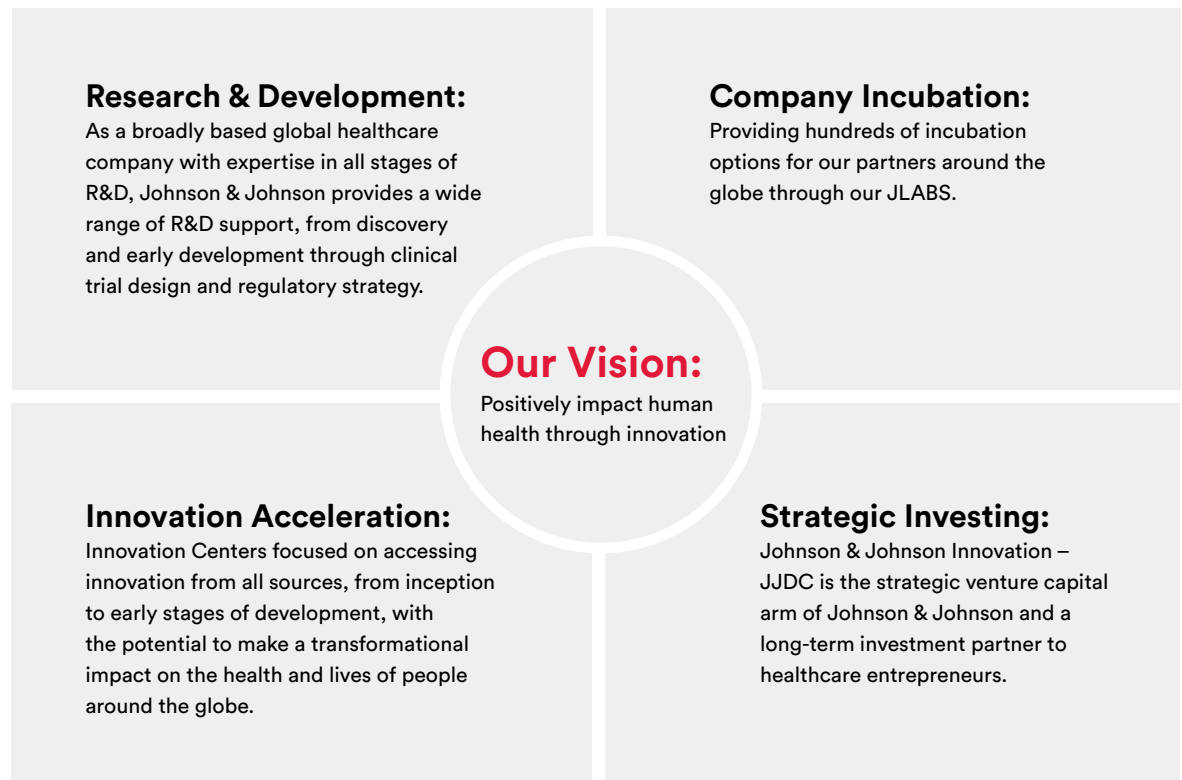 Research & Development:
As a broadly based global healthcare
company with expertise in all stages of
R&D, Johnson & Johnson provides a wide
range of R&D support, from discovery
and early development through clinical
trial design and regulatory strategy.
Company Incubation:
Providing hundreds of incubation
options for our partners around the
globe through our JLABS.
Our Vision:
Positively impact human
health through innovation
Innovation Acceleration:
Innovation Centers focused on accessing
innovation from all sources, from inception
to early stages of development, with
the potential to make a transformational
impact on the health and lives of people
around the globe.
Strategic Investing:
Johnson & Johnson Innovation –
JJDC is the strategic venture capital
arm of Johnson & Johnson and a
long-term investment partner to
healthcare entrepreneurs.